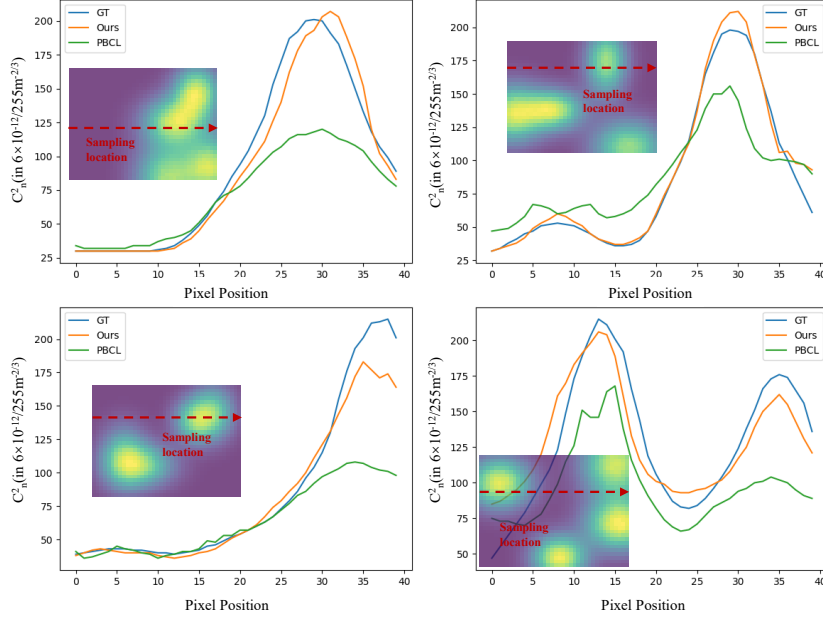 GT
Ours
PBCL
200
175
150
125
100
75
50
25
C²ₙ(in 6×10⁻¹²/255m⁻²/³)
Sampling
location
0 5 10 15 20 25 30 35 40
Pixel Position
GT
Ours
PBCL
200
175
150
125
100
75
50
25
C²ₙ(in 6×10⁻¹²/255m⁻²/³)
Sampling
location
0 5 10 15 20 25 30 35 40
Pixel Position
GT
Ours
PBCL
200
150
100
50
C²ₙ(in 6×10⁻¹²/255m⁻²/³)
Sampling
location
0 5 10 15 20 25 30 35 40
Pixel Position
GT
Ours
PBCL
200
175
150
125
100
75
50
C²ₙ(in 6×10⁻¹²/255m⁻²/³)
Sampling
location
0 5 10 15 20 25 30 35 40
Pixel Position